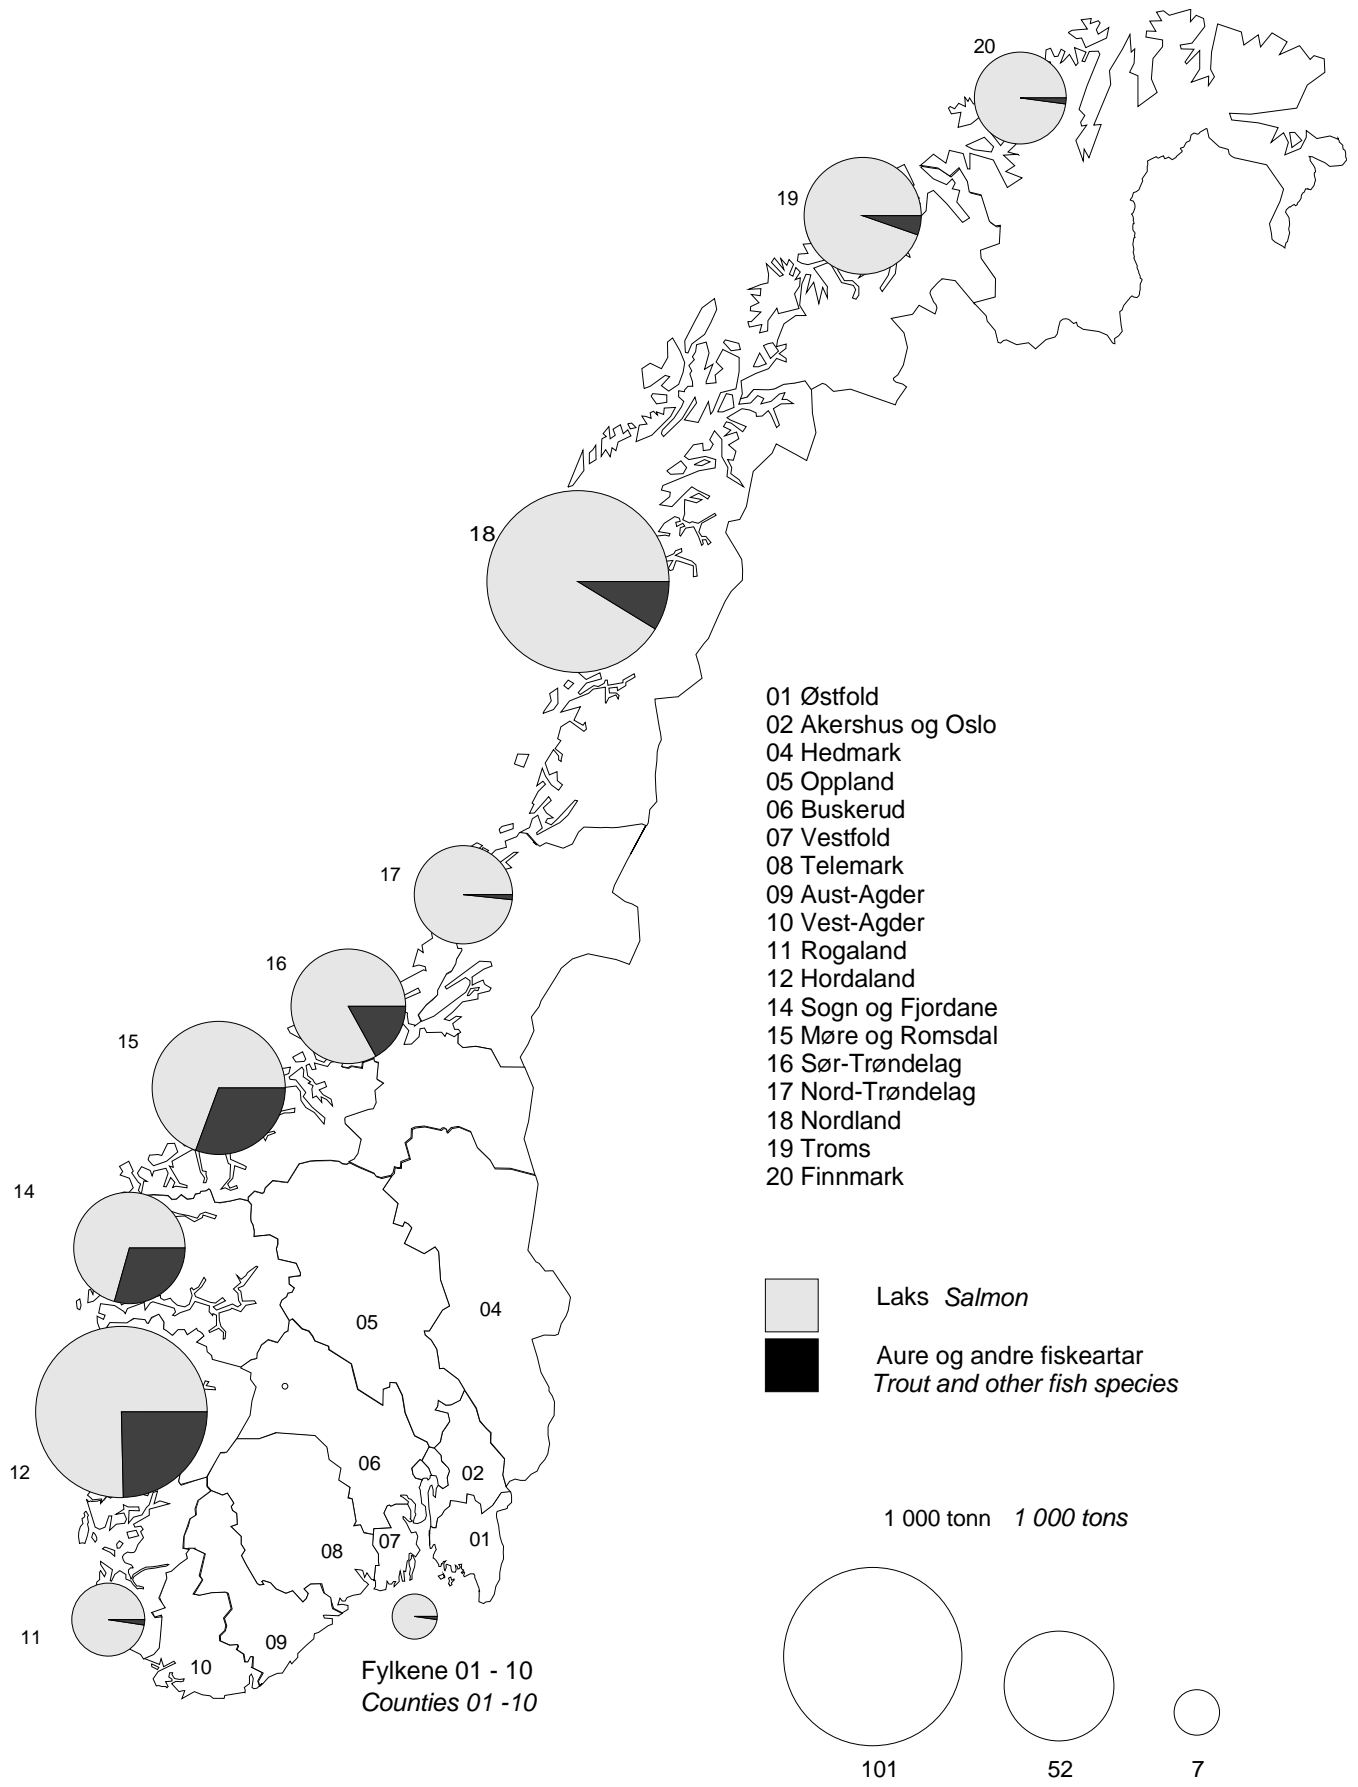 20
19
18
17
16
15
14
12
11
05
04
06
02
07
01
08
09
10
Fylkene 01 - 10
Counties 01 -10
01 Østfold
02 Akershus og Oslo
04 Hedmark
05 Oppland
06 Buskerud
07 Vestfold
08 Telemark
09 Aust-Agder
10 Vest-Agder
11 Rogaland
12 Hordaland
14 Sogn og Fjordane
15 Møre og Romsdal
16 Sør-Trøndelag
17 Nord-Trøndelag
18 Nordland
19 Troms
20 Finnmark
Laks Salmon
Aure og andre fiskeartar
Trout and other fish species
1 000 tonn 1 000 tons
101 52 7